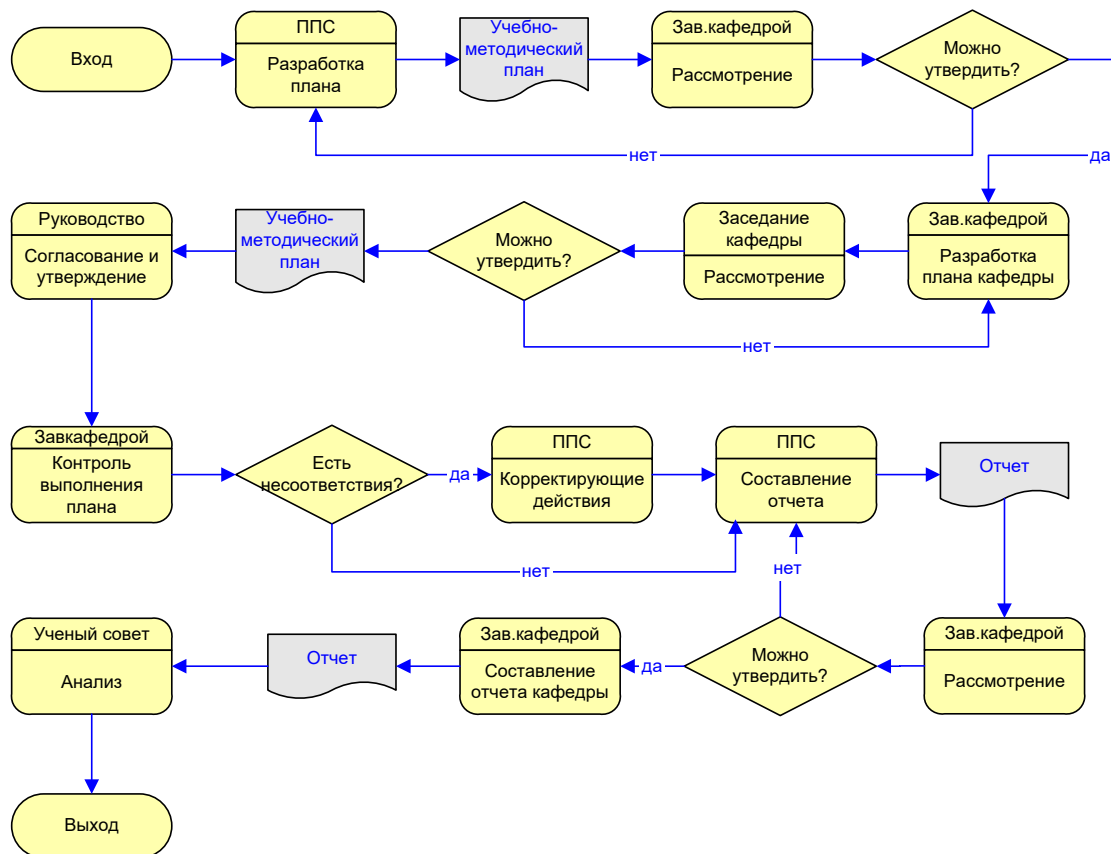 Вход
ППС
Разработка
плана
Учебно-
методический
план
Зав.кафедрой
Рассмотрение
Можно
утвердить?
нет
да
Руководство
Согласование и
утверждение
Учебно-
методический
план
Можно
утвердить?
Заседание
кафедры
Рассмотрение
Зав.кафедрой
Разработка
плана кафедры
нет
Завкафедрой
Контроль
выполнения
плана
Есть
несоответствия?
да
ППС
Корректирующие
действия
ППС
Составление
отчета
Отчет
нет
нет
Ученый совет
Анализ
Отчет
Зав.кафедрой
Составление
отчета кафедры
да
Можно
утвердить?
Зав.кафедрой
Рассмотрение
Выход